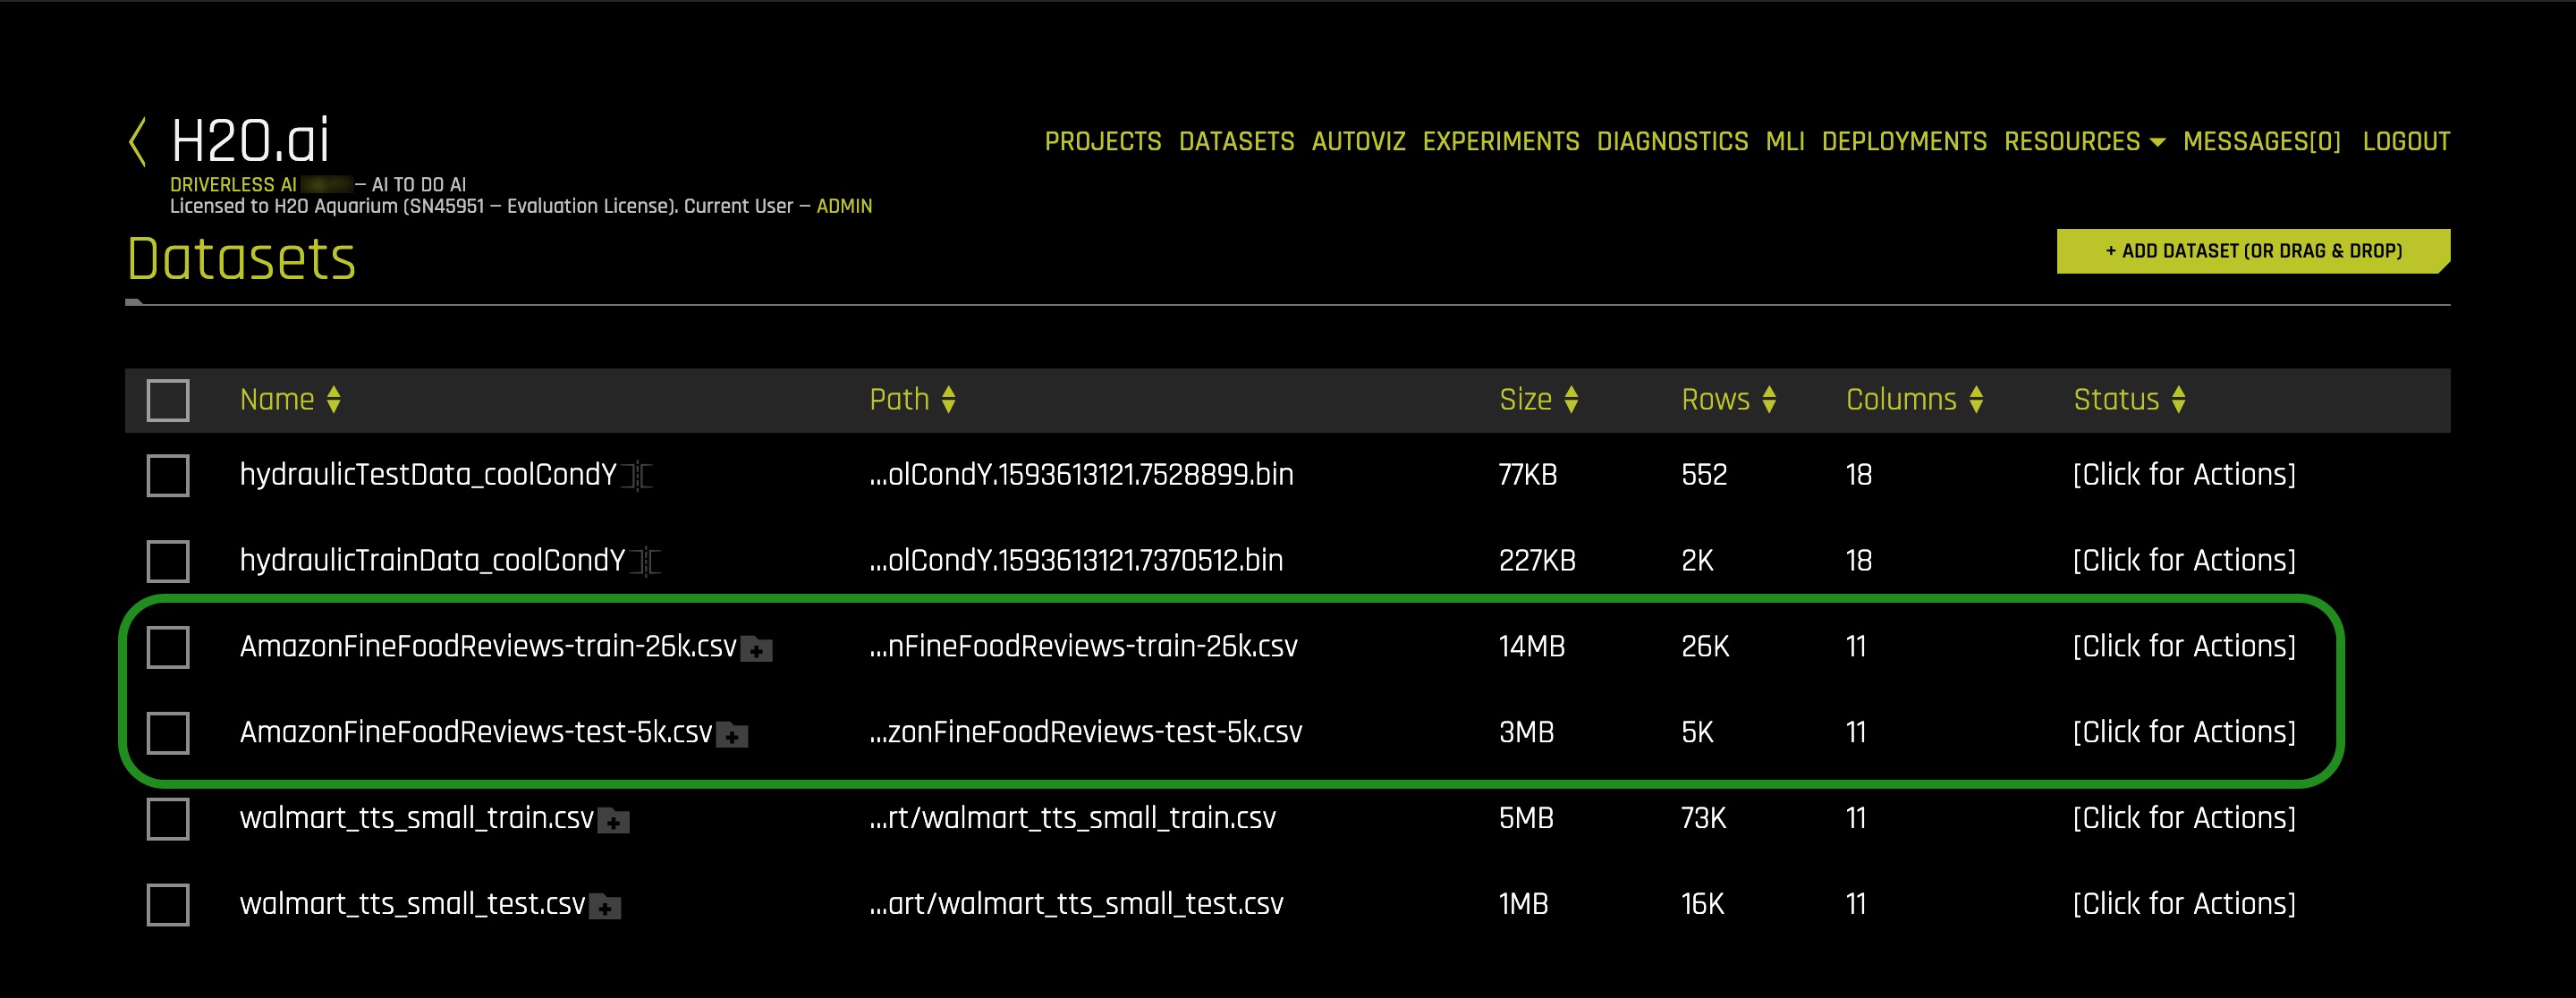 H2O.ai
PROJECTS DATASETS AUTOVIZ EXPERIMENTS DIAGNOSTICS MLI DEPLOYMENTS RESOURCES MESSAGES[0] LOGOUT
DRIVERLESS AI — AI TO DO AI
Licensed to H2O Aquarium (SN45951 — Evaluation License). Current User — ADMIN
Datasets
+ ADD DATASET (OR DRAG & DROP)
Name Path Size Rows Columns Status
hydraulicTestData_coolCondY ...olCondY.1593613121.7528899.bin 77KB 552 18 [Click for Actions]
hydraulicTrainData_coolCondY ...olCondY.1593613121.7370512.bin 227KB 2K 18 [Click for Actions]
AmazonFineFoodReviews-train-26k.csv ...nFineFoodReviews-train-26k.csv 14MB 26K 11 [Click for Actions]
AmazonFineFoodReviews-test-5k.csv ...zonFineFoodReviews-test-5k.csv 3MB 5K 11 [Click for Actions]
walmart_tts_small_train.csv ...rt/walmart_tts_small_train.csv 5MB 73K 11 [Click for Actions]
walmart_tts_small_test.csv ...art/walmart_tts_small_test.csv 1MB 16K 11 [Click for Actions]